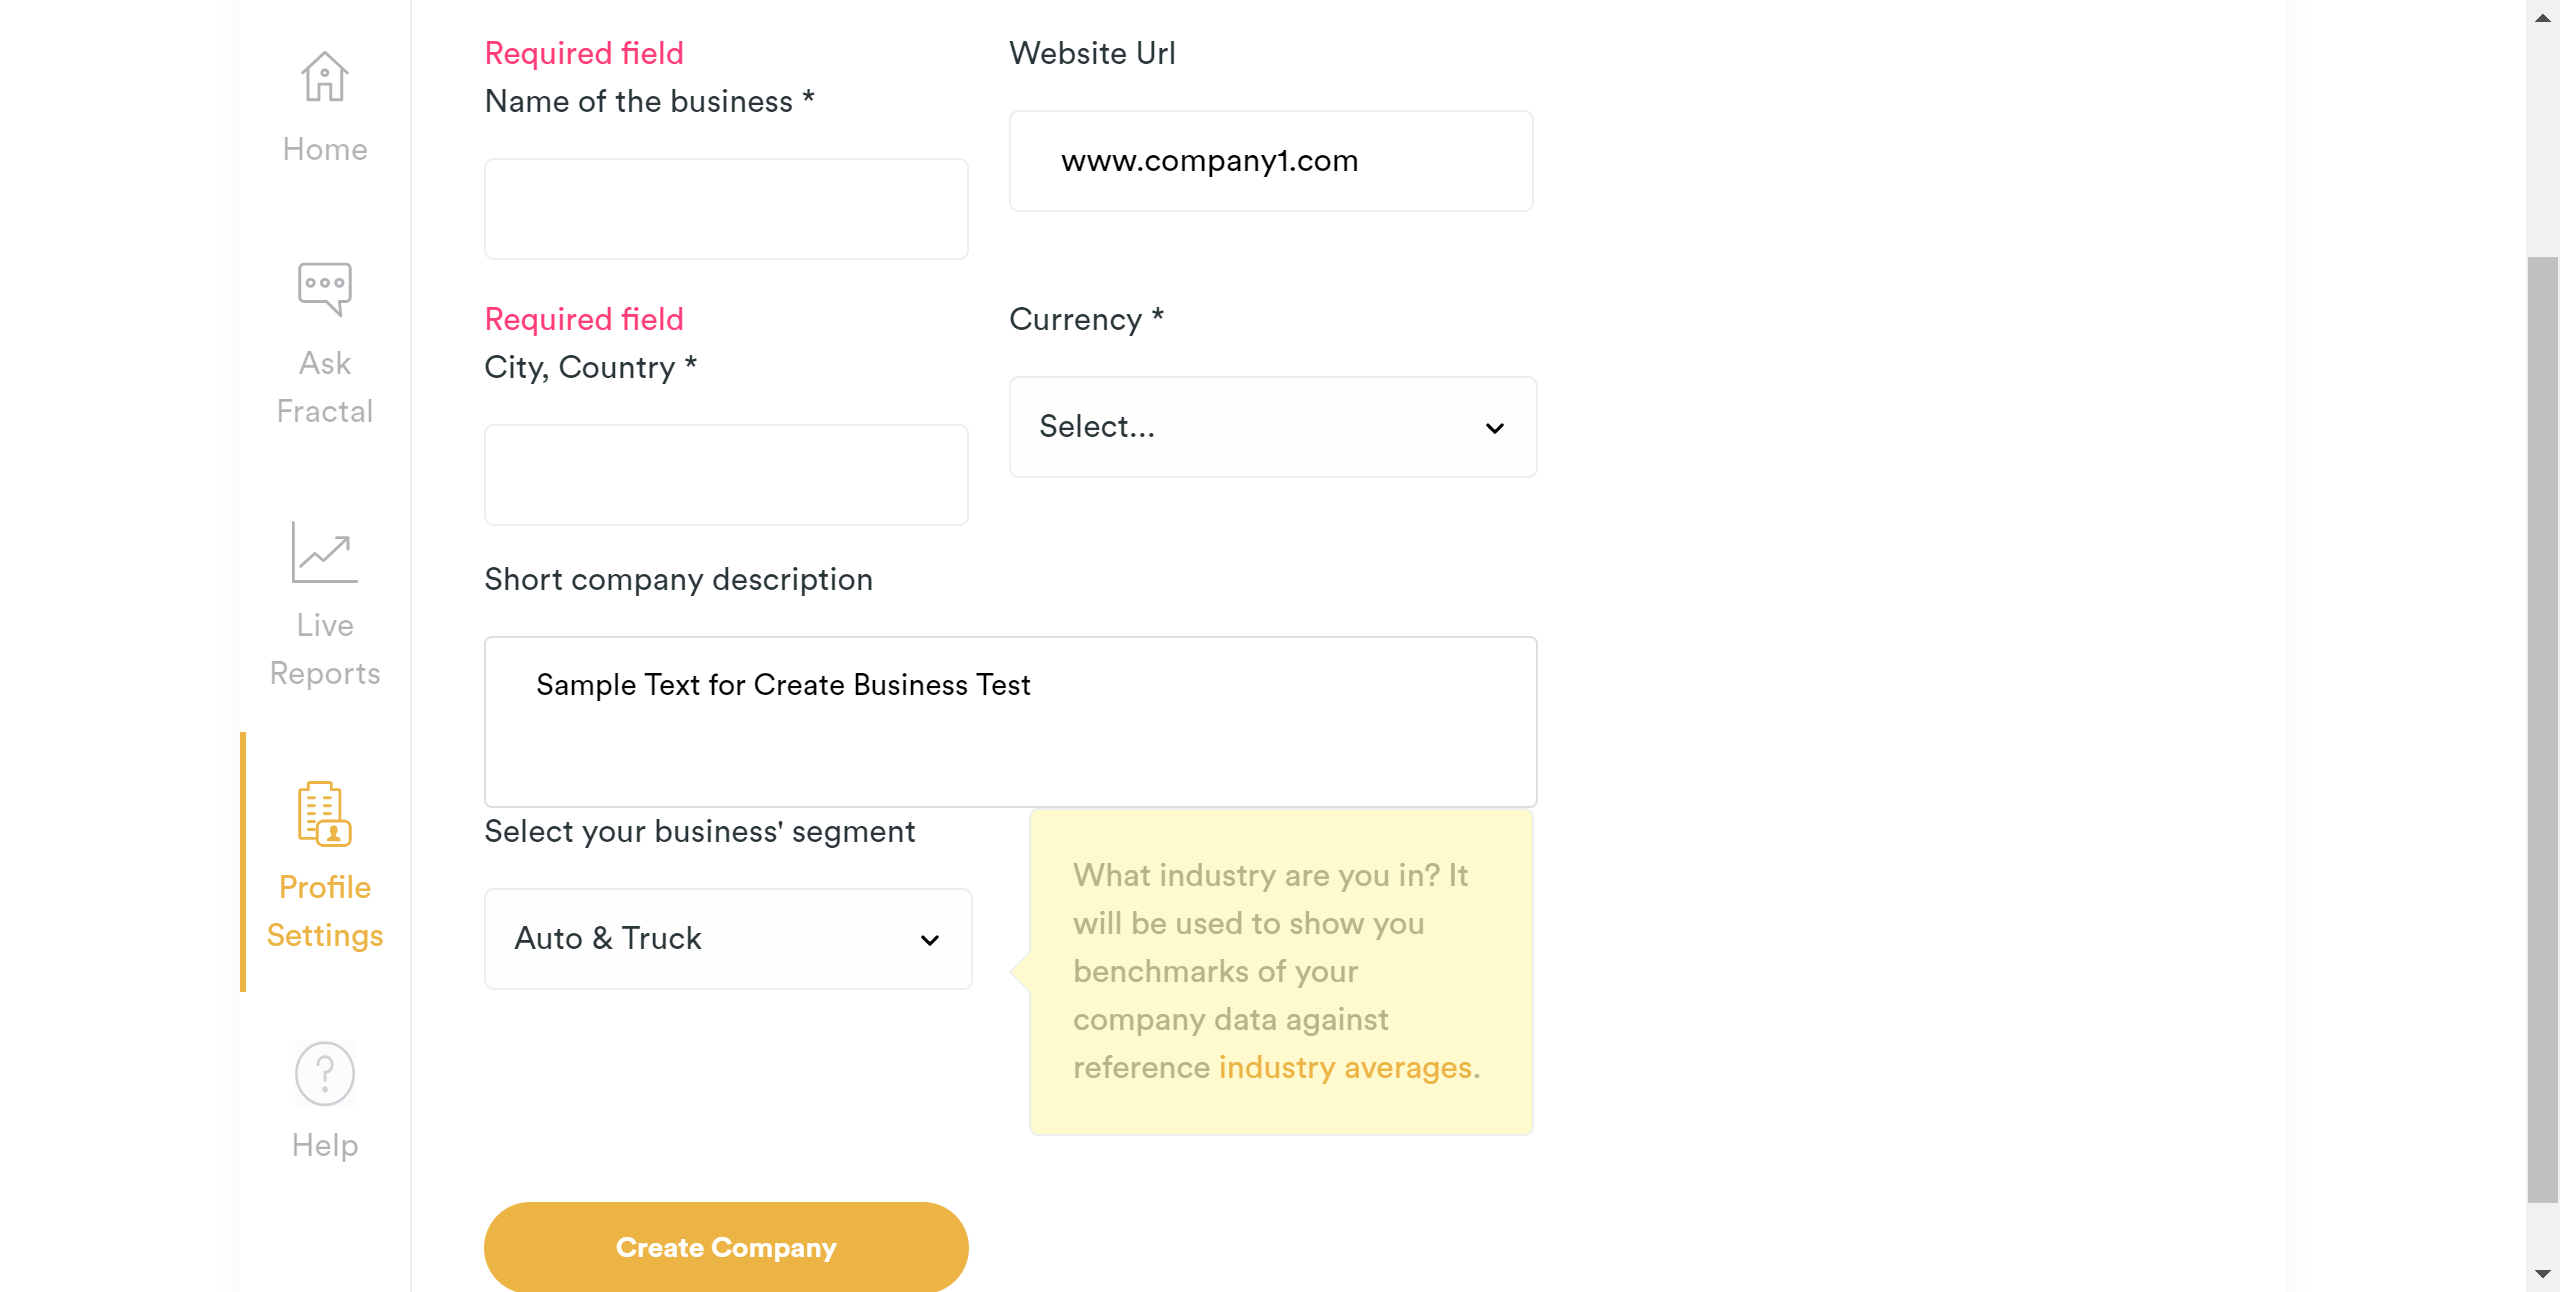 Home
Ask
Fractal
Live
Reports
Profile
Settings
Help
Required field
Name of the business *
Website Url
www.company1.com
Required field
City, Country *
Currency *
Select...
Short company description
Sample Text for Create Business Test
Select your business' segment
Auto & Truck
What industry are you in? It
will be used to show you
benchmarks of your
company data against
reference industry averages.
Create Company